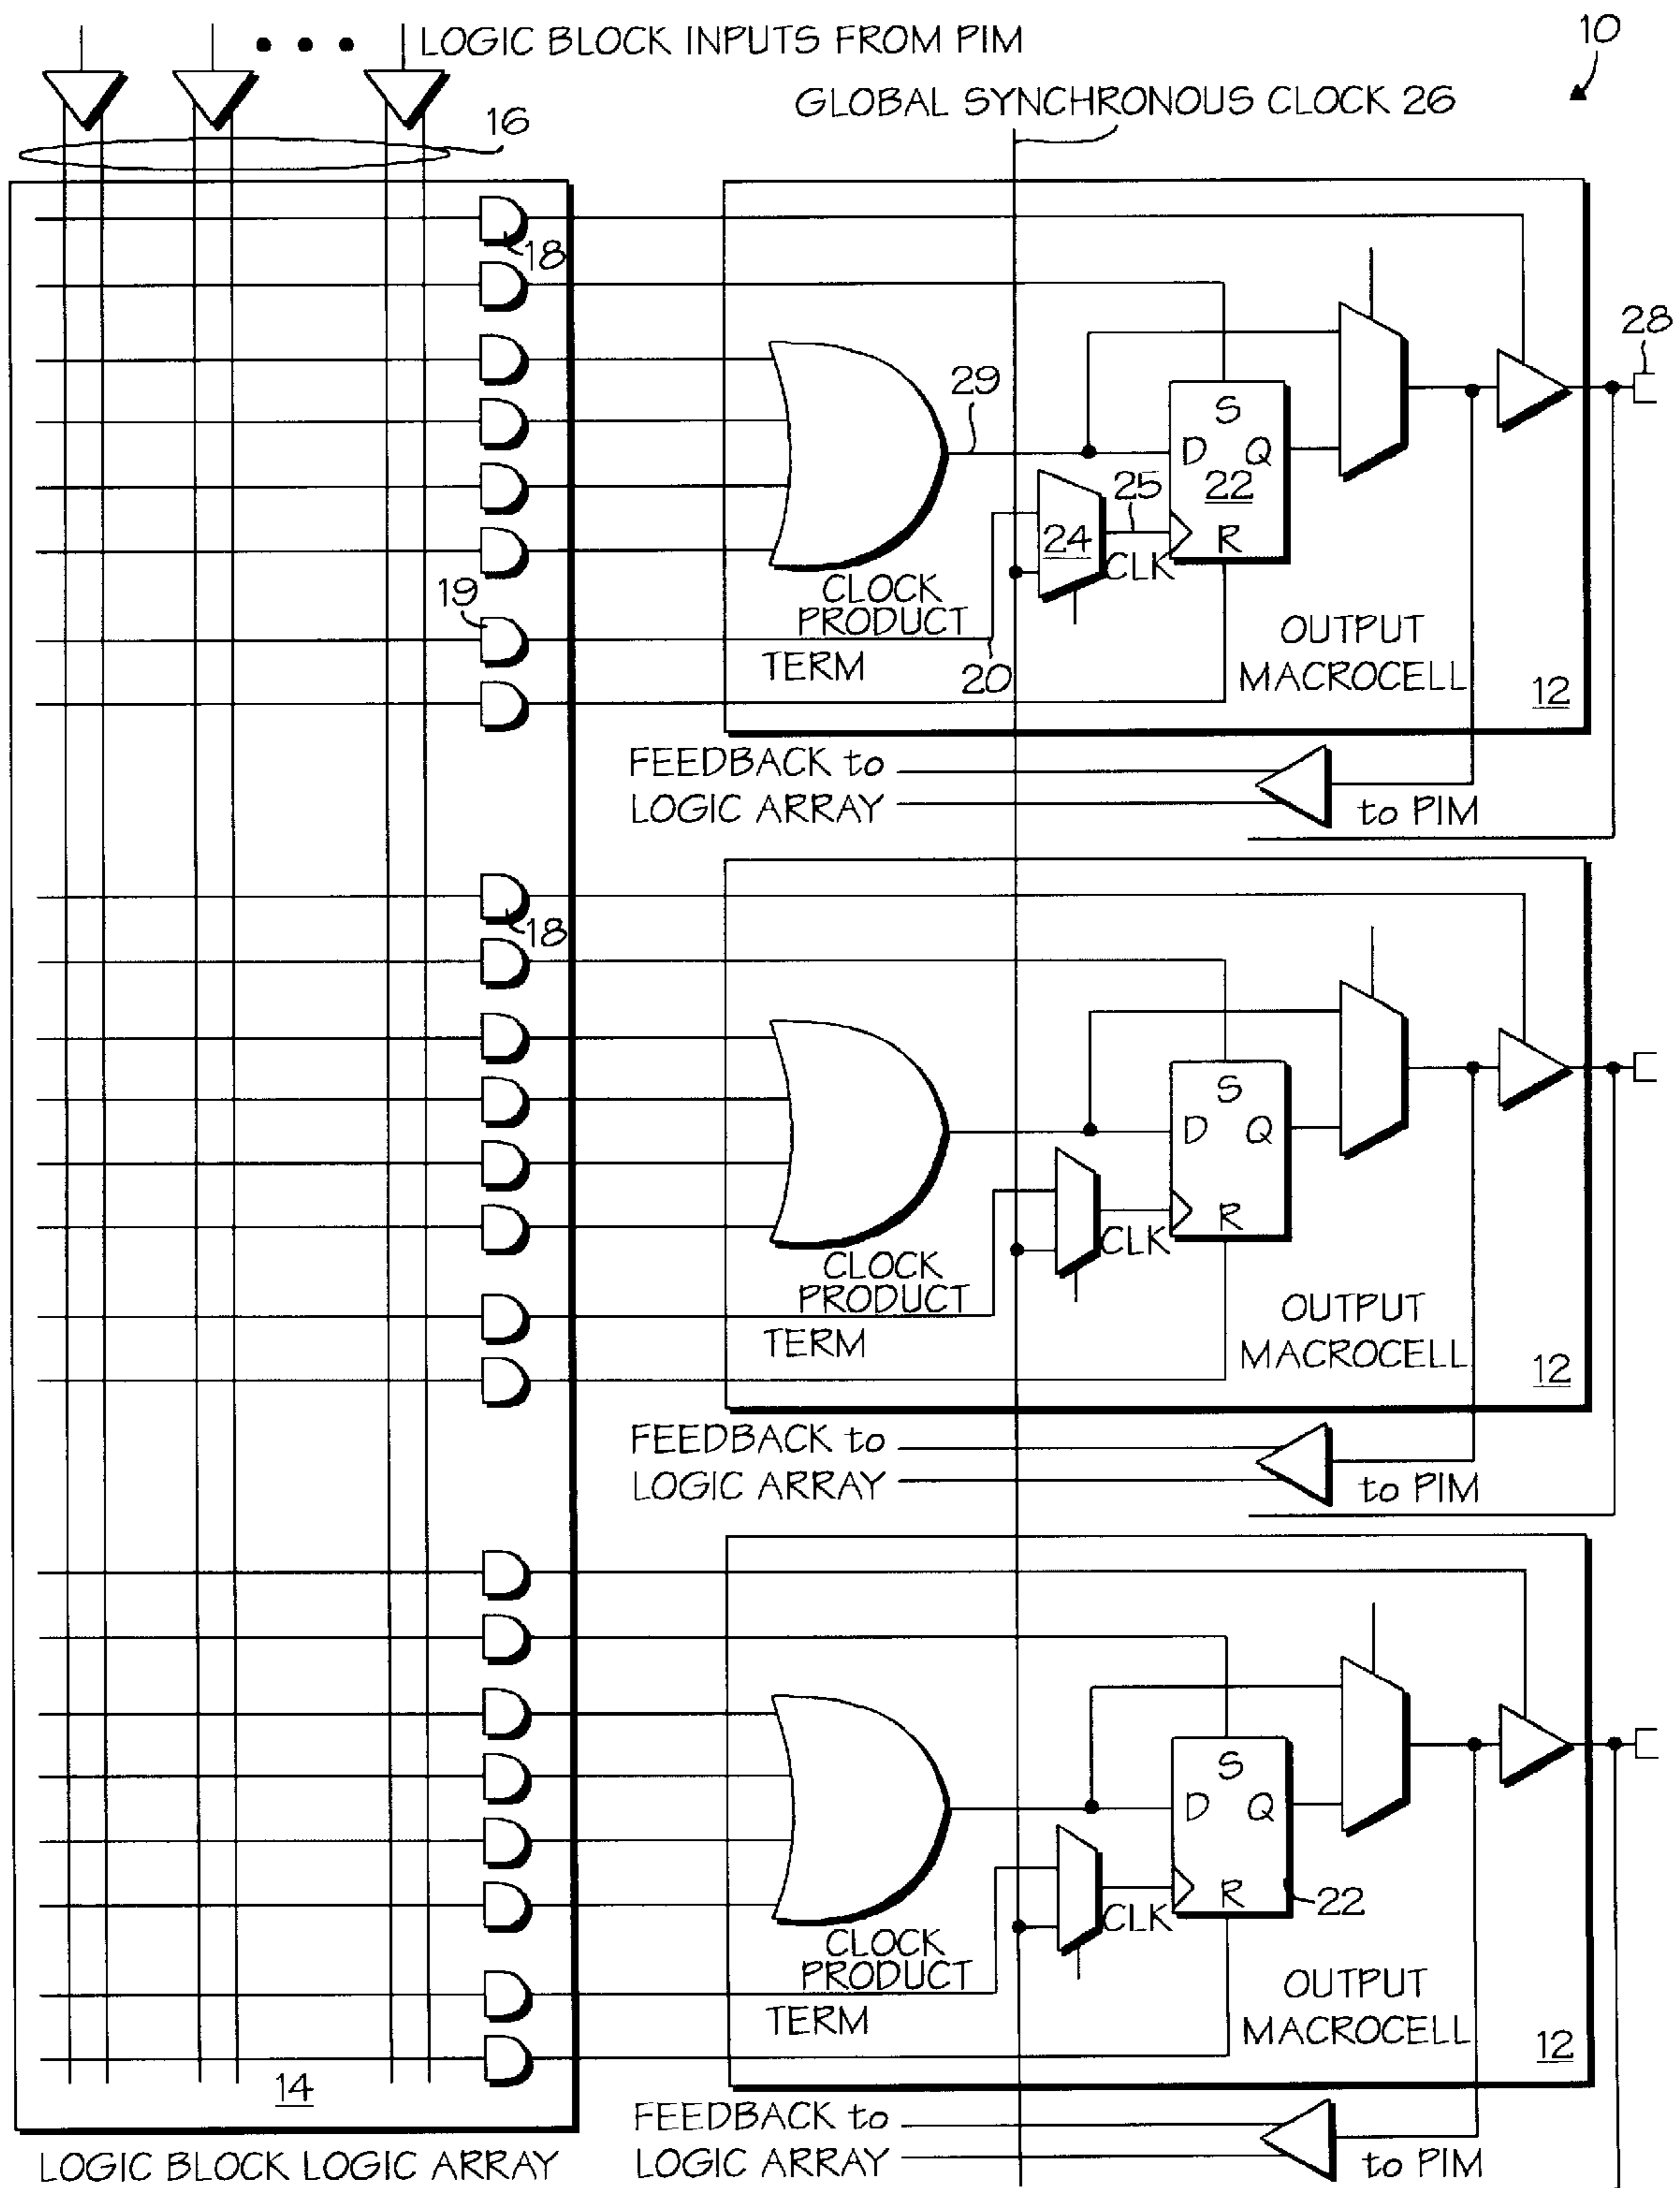 LOGIC BLOCK INPUTS FROM PIM
10
GLOBAL SYNCHRONOUS CLOCK 26
16
18
28
29
S
D Q
22
25
24
CLK
R
19
CLOCK
PRODUCT
TERM
20
OUTPUT
MACROCELL
12
FEEDBACK to
LOGIC ARRAY
to PIM
18
S
D Q
R
CLK
CLOCK
PRODUCT
TERM
OUTPUT
MACROCELL
12
FEEDBACK to
LOGIC ARRAY
to PIM
S
D Q
R
22
CLK
CLOCK
PRODUCT
TERM
OUTPUT
MACROCELL
12
14
FEEDBACK to
LOGIC ARRAY
to PIM
LOGIC BLOCK LOGIC ARRAY